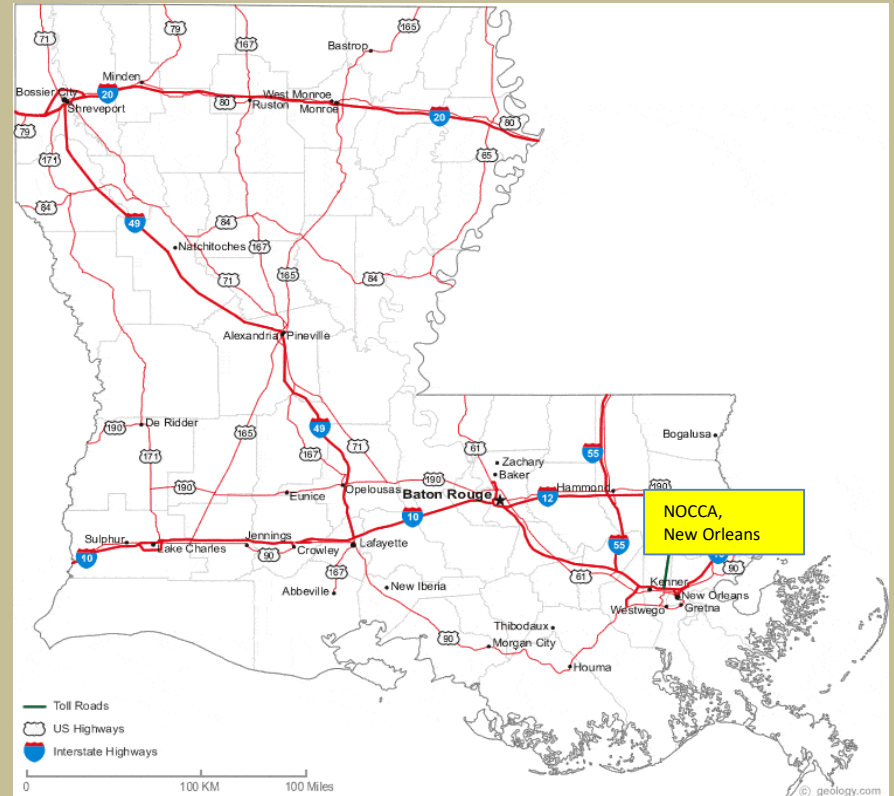 71
79
167
Bastrop
165
Minden
Bossier City
20
West Monroe
80
Ruston
Monroe
Shreveport
20
80
79
171
65
84
49
84
Natchitoches
167
71
165
84
Alexandria
Pineville
190
De Ridder
165
49
71
61
55
Bogalusa
171
167
Zachary
Baker
190
Opelousas
190
Eunice
Baton Rouge
12
Hammond
190
10
NOCCA,
New Orleans
Sulphur
Lake Charles
Jennings
90
Crowley
Lafayette
55
10
167
61
Kenner
90
Abbeville
New Iberia
New Orleans
Westwego
Gretna
Thibodaux
90
Morgan City
Houma
Toll Roads
US Highways
Interstate Highways
0
100 KM
100 Miles
© geology.com